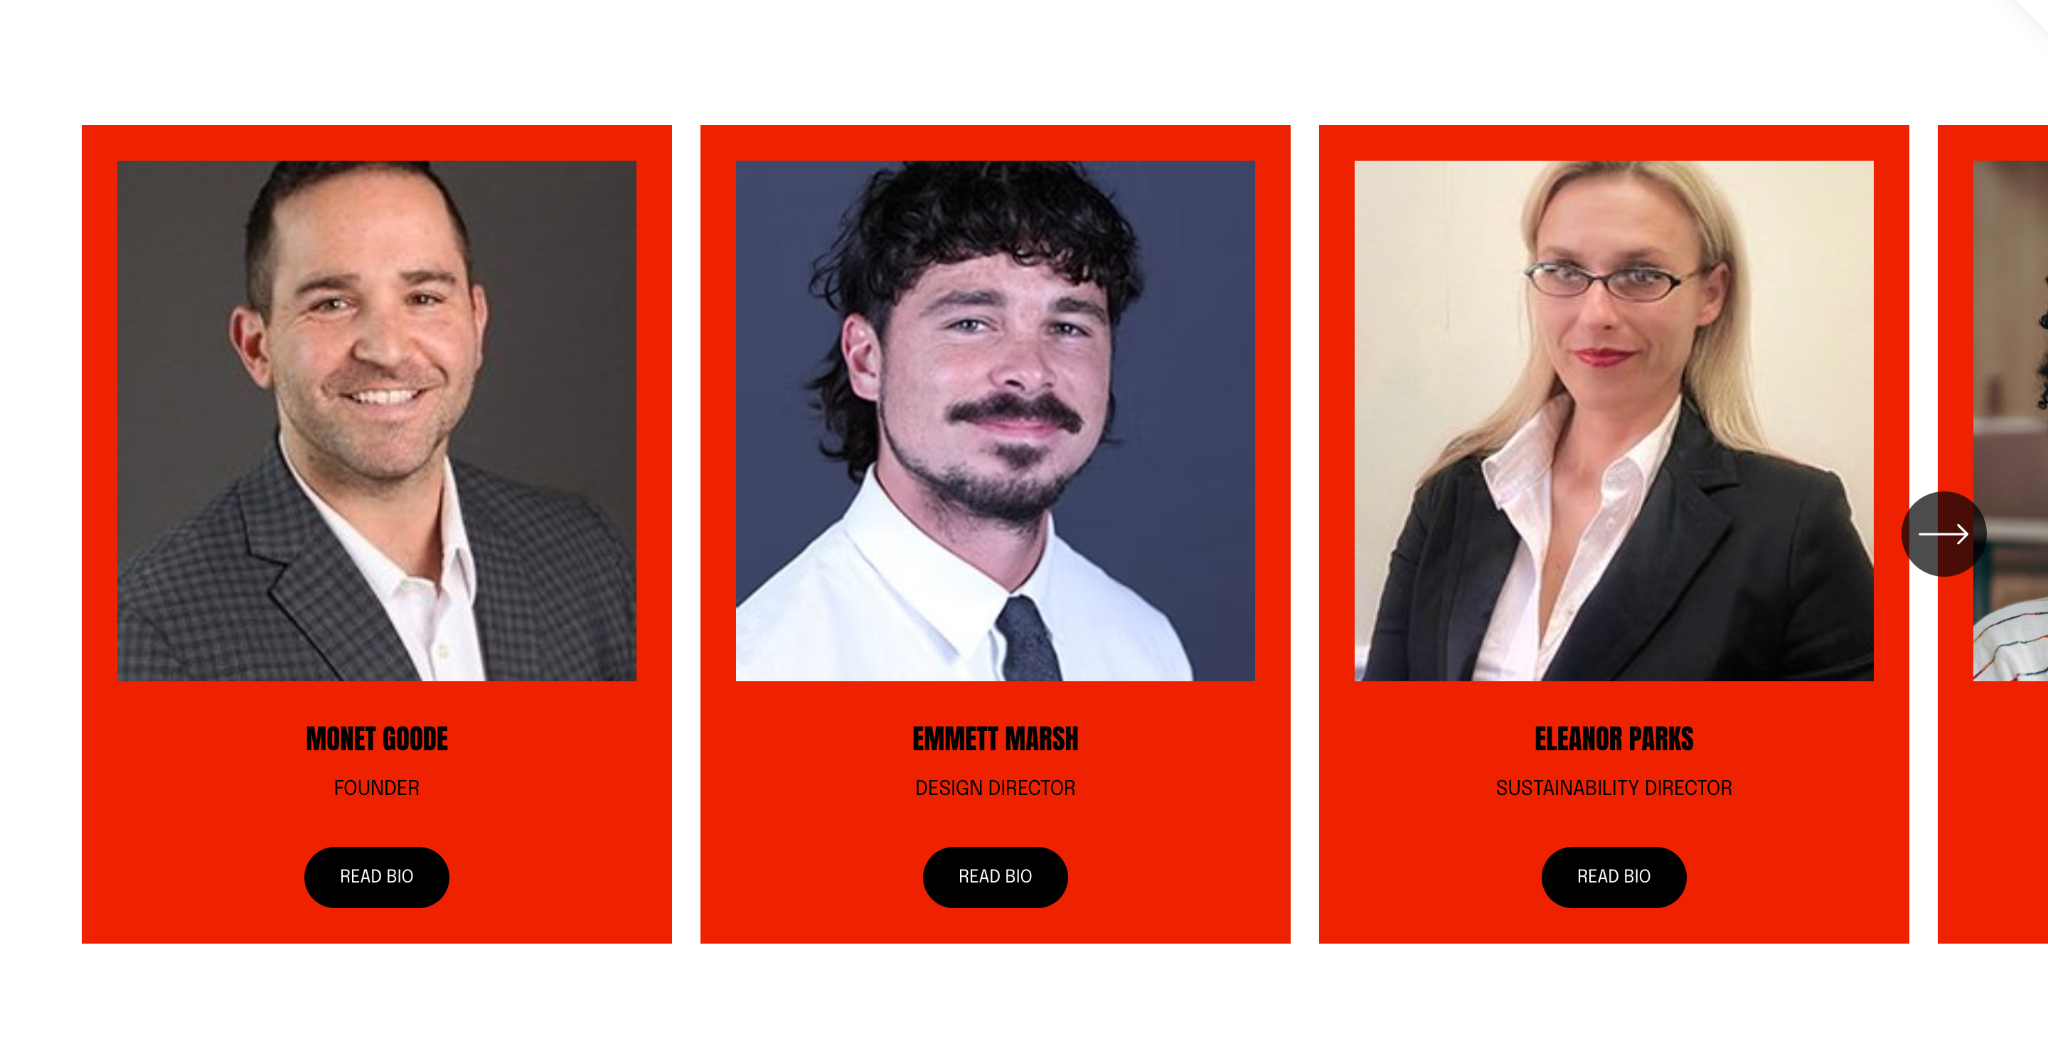 MONET GOODE
FOUNDER
READ BIO
EMMETT MARSH
DESIGN DIRECTOR
READ BIO
ELEANOR PARKS
SUSTAINABILITY DIRECTOR
READ BIO